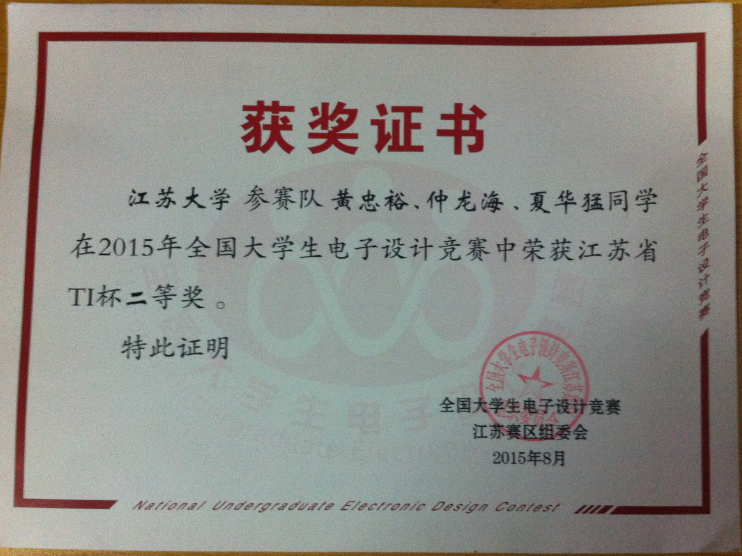 获奖证书
江苏大学 参赛队 黄忠裕、仲龙海、夏华猛同学
在2015年全国大学生电子设计竞赛中荣获江苏省
TI杯二等奖。
特此证明
全国大学生电子设计竞赛
江苏赛区组委会
2015年8月
全国大学生电子设计竞赛
National Undergraduate Electronic Design Contest